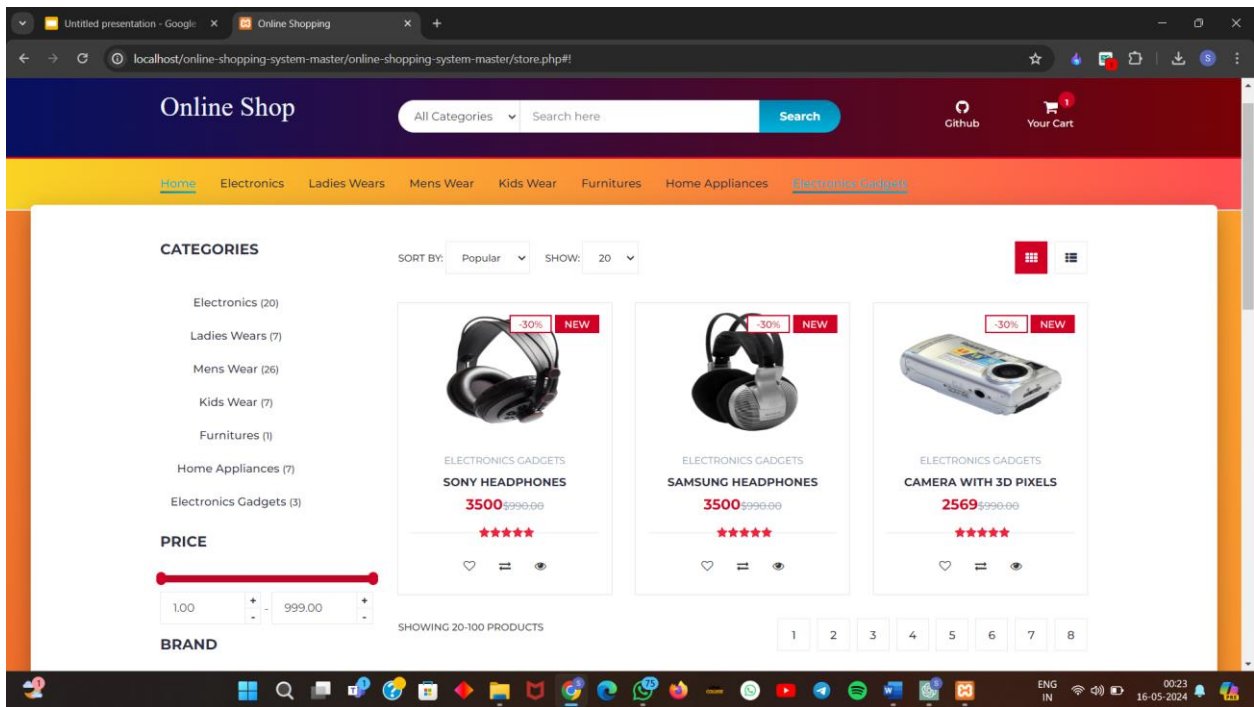 Untitled presentation - Google
Online Shopping
localhost/online-shopping-system-master/online-shopping-system-master/store.php#!
S
Online Shop
All Categories
Search here
Search
Github
1
Your Cart
Home Electronics Ladies Wears Mens Wear Kids Wear Furnitures Home Appliances Electronics Gadgets
CATEGORIES
Electronics (20)
Ladies Wears (7)
Mens Wear (26)
Kids Wear (7)
Furnitures (1)
Home Appliances (7)
Electronics Gadgets (3)
PRICE
1.00 + - - 999.00 + -
BRAND
SORT BY: Popular SHOW: 20
-30% NEW
ELECTRONICS GADGETS
SONY HEADPHONES
3500$990.00
-30% NEW
ELECTRONICS GADGETS
SAMSUNG HEADPHONES
3500$990.00
-30% NEW
ELECTRONICS GADGETS
CAMERA WITH 3D PIXELS
2569$990.00
SHOWING 20-100 PRODUCTS
1 2 3 4 5 6 7 8
1
75
ENG
IN
00:23
16-05-2024